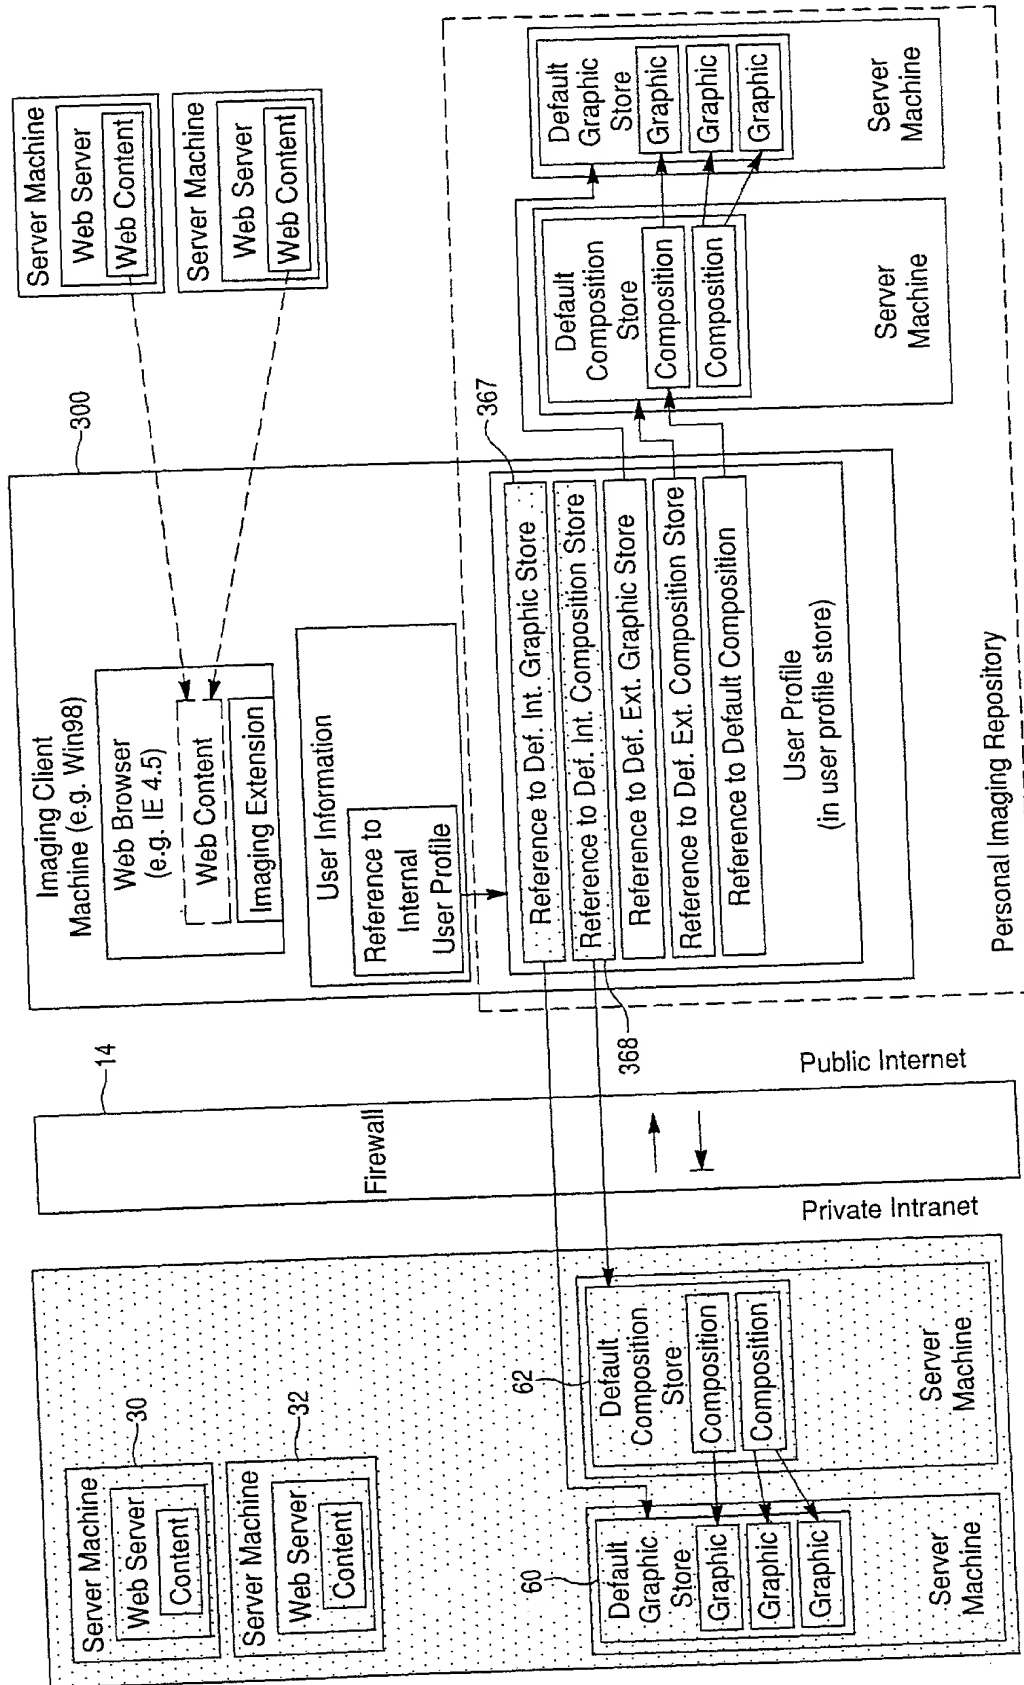 Server Machine
Web Server
Content
30
Server Machine
Web Server
Content
32
Default
Graphic
Store
Graphic
Graphic
Graphic
Server
Machine
60
Default
Composition
Store
Composition
Composition
Server
Machine
62
Private Intranet
Firewall
14
Public Internet
Imaging Client
Machine (e.g. Win98)
300
Web Browser
(e.g. IE 4.5)
Web Content
Imaging Extension
User Information
Reference to
Internal
User Profile
Reference to Def. Int. Graphic Store
Reference to Def. Int. Composition Store
Reference to Def. Ext. Graphic Store
Reference to Def. Ext. Composition Store
Reference to Default Composition
User Profile
(in user profile store)
367
368
Personal Imaging Repository
Server Machine
Web Server
Web Content
Server Machine
Web Server
Web Content
Default
Composition
Store
Composition
Composition
Server
Machine
Default
Graphic
Store
Graphic
Graphic
Graphic
Server
Machine